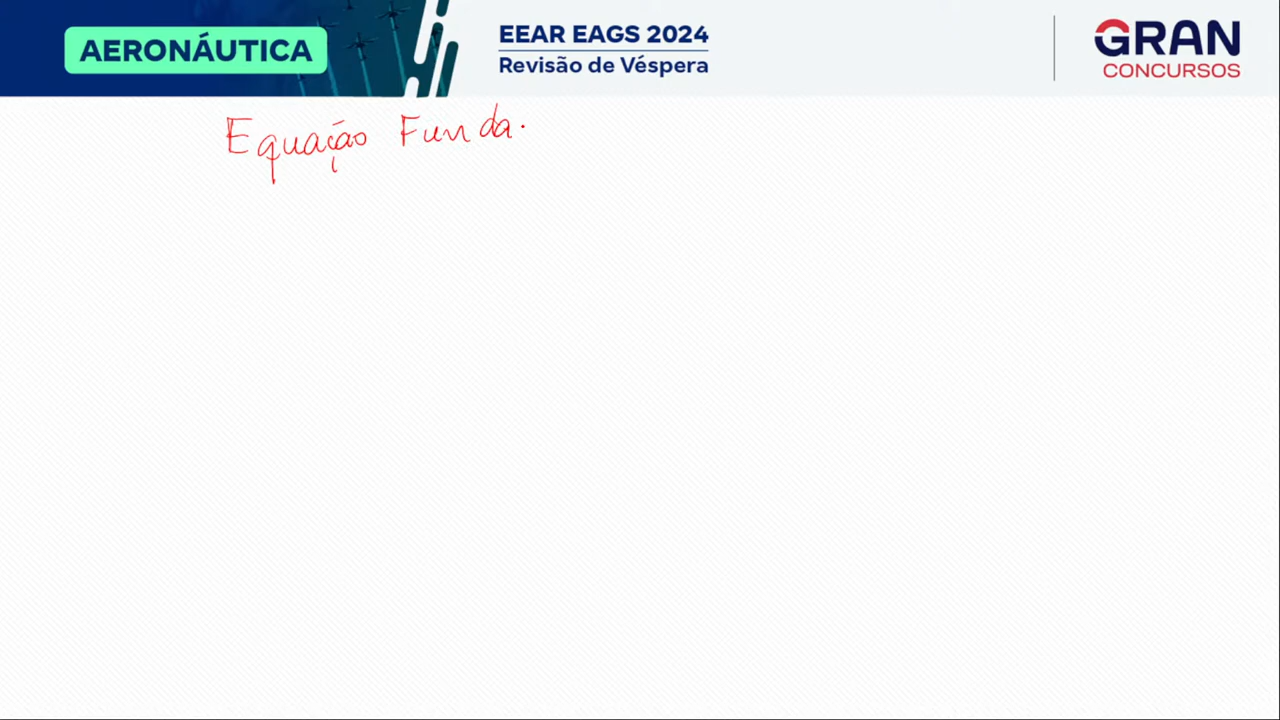 AERONÁUTICA
EEAR EAGS 2024
Revisão de Véspera
GRAN
CONCURSOS
Equação Funda.